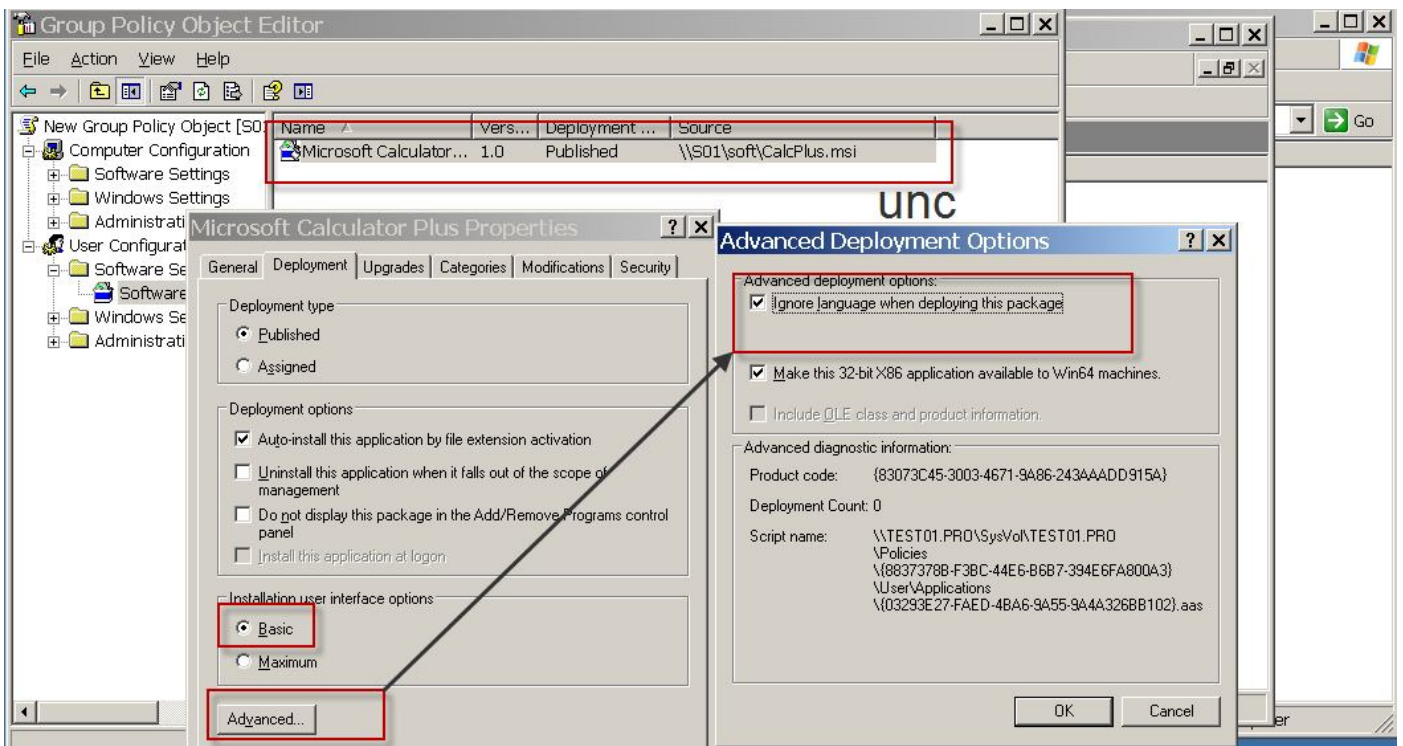 Group Policy Object Editor
File Action View Help
Go
New Group Policy Object [S01
Computer Configuration
Software Settings
Windows Settings
Administrati
User Configurat
Software Se
Software
Windows Se
Administrati
Name Vers... Deployment ... Source
Microsoft Calculator... 1.0 Published \\S01\soft\CalcPlus.msi
unc
Microsoft Calculator Plus Properties
General Deployment Upgrades Categories Modifications Security
Deployment type
Published
Assigned
Deployment options
Auto-install this application by file extension activation
Uninstall this application when it falls out of the scope of
management
Do not display this package in the Add/Remove Programs control
panel
Install this application at logon
Installation user interface options
Basic
Maximum
Advanced...
Advanced Deployment Options
Advanced deployment options:
Ignore language when deploying this package
Make this 32-bit X86 application available to Win64 machines.
Include OLE class and product information.
Advanced diagnostic information:
Product code: {83073C45-3003-4671-9A86-243AAADD915A}
Deployment Count: 0
Script name: \\TEST01.PRO\SysVol\TEST01.PRO
\Policies
\{8837378B-F3BC-44E6-B6B7-394E6FA800A3}
\User\Applications
\{03293E27-FAED-4BA6-9A55-9A4A326BB102}.aas
OK Cancel